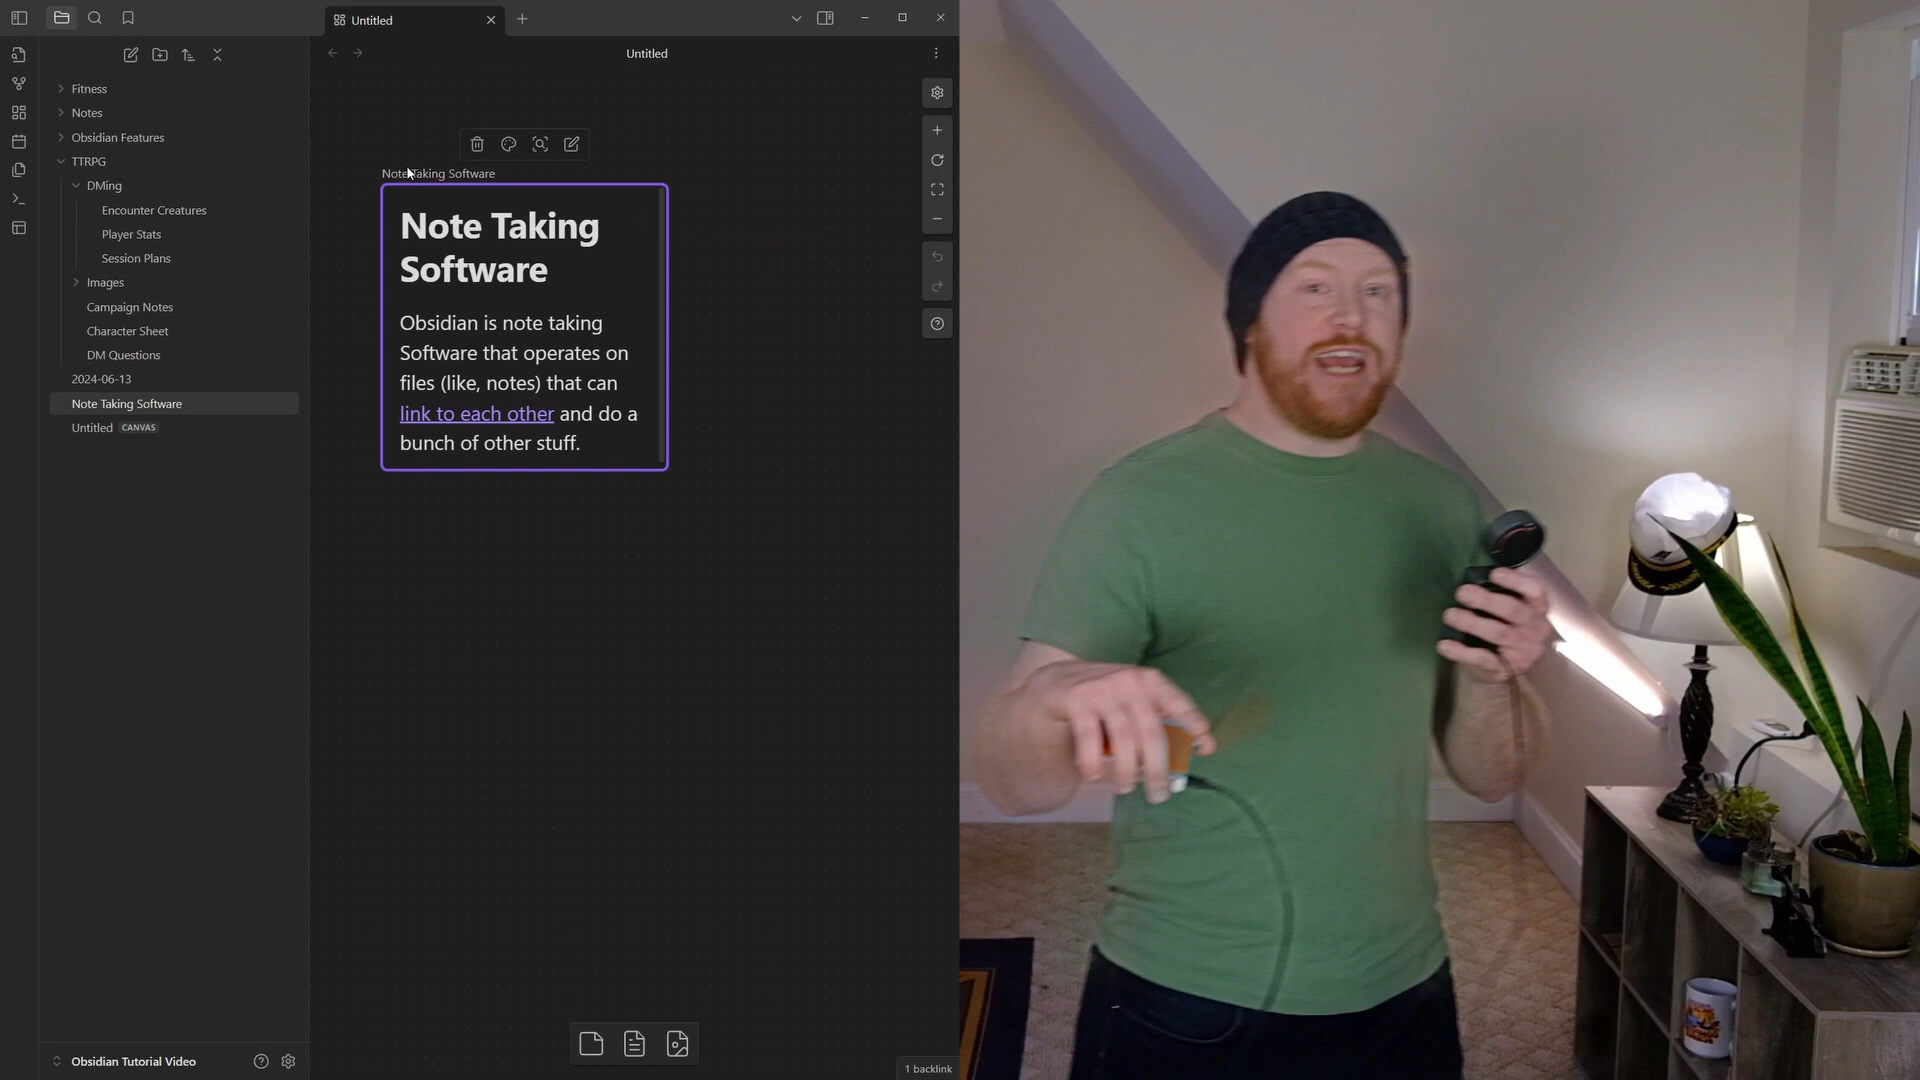 Untitled
Untitled
Fitness
Notes
Obsidian Features
TTRPG
DMing
Encounter Creatures
Player Stats
Session Plans
Images
Campaign Notes
Character Sheet
DM Questions
2024-06-13
Note Taking Software
Untitled CANVAS
Obsidian Tutorial Video
Note Taking Software
Note Taking
Software
Obsidian is note taking
Software that operates on
files (like, notes) that can
link to each other and do a
bunch of other stuff.
1 backlink